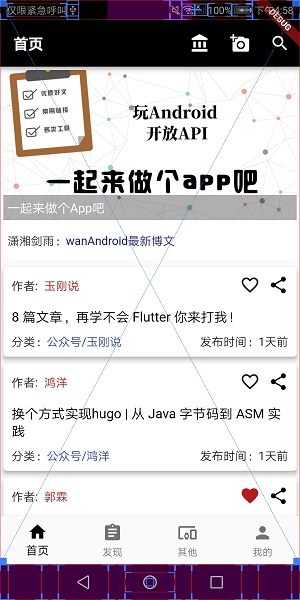 仅限紧急呼叫
100%
下午4:58
DEBUG
首页
优质好文
常用链接
各类工具
玩Android
开放API
一起来做个app吧
一起来做个App吧
潇湘剑雨：wanAndroid最新博文
作者: 玉刚说
8 篇文章 ，再学不会 Flutter 你来打我！
分类：公众号/玉刚说
发布时间：1天前
作者: 鸿洋
换个方式实现hugo | 从 Java 字节码到 ASM 实
践
分类：公众号/鸿洋
发布时间：1天前
作者: 郭霖
首页
发现
其他
我的